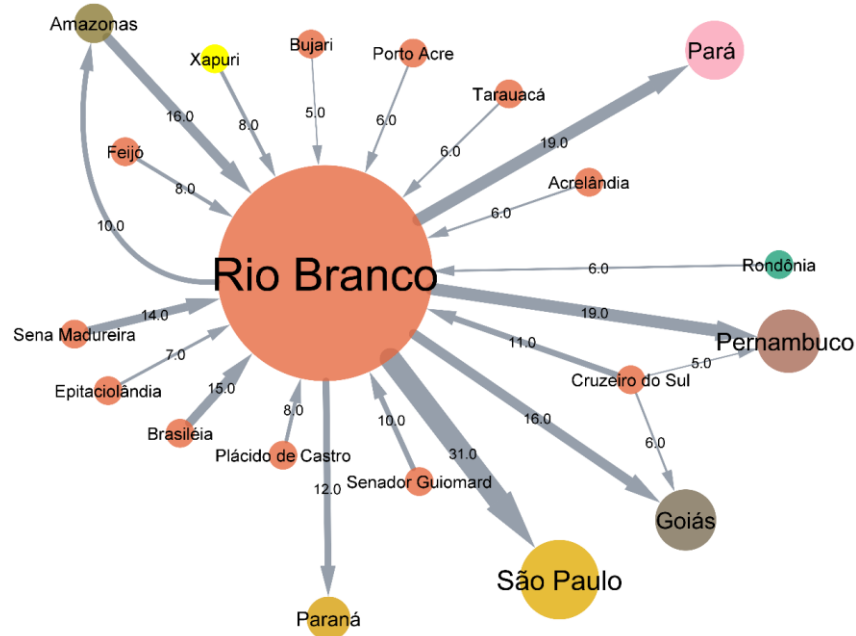 Amazonas
Xapuri
Bujari
Porto Acre
Pará
Tarauacá
16.0
8.0
5.0
6.0
6.0
19.0
Feijó
8.0
Acrelândia
6.0
10.0
Rio Branco
6.0
Rondônia
14.0
Sena Madureira
19.0
Pernambuco
11.0
5.0
7.0
Epitaciolândia
15.0
Cruzeiro do Sul
16.0
8.0
10.0
Brasiléia
6.0
Plácido de Castro
31.0
12.0
Senador Guiomard
Goiás
São Paulo
Paraná